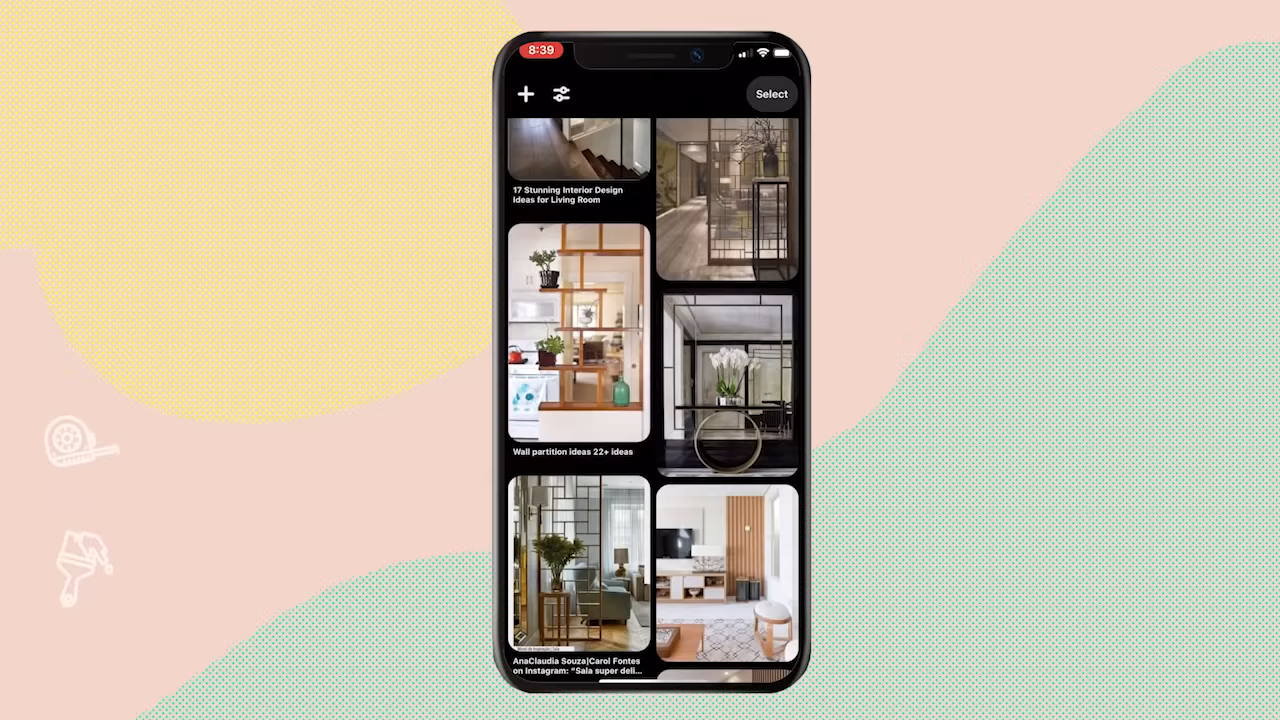 8:39
Select
17 Stunning Interior Design
Ideas for Living Room
Wall partition ideas 22+ ideas
AnaClaudia Souza]Carol Fontes
on Instagram: “Sala super deli...